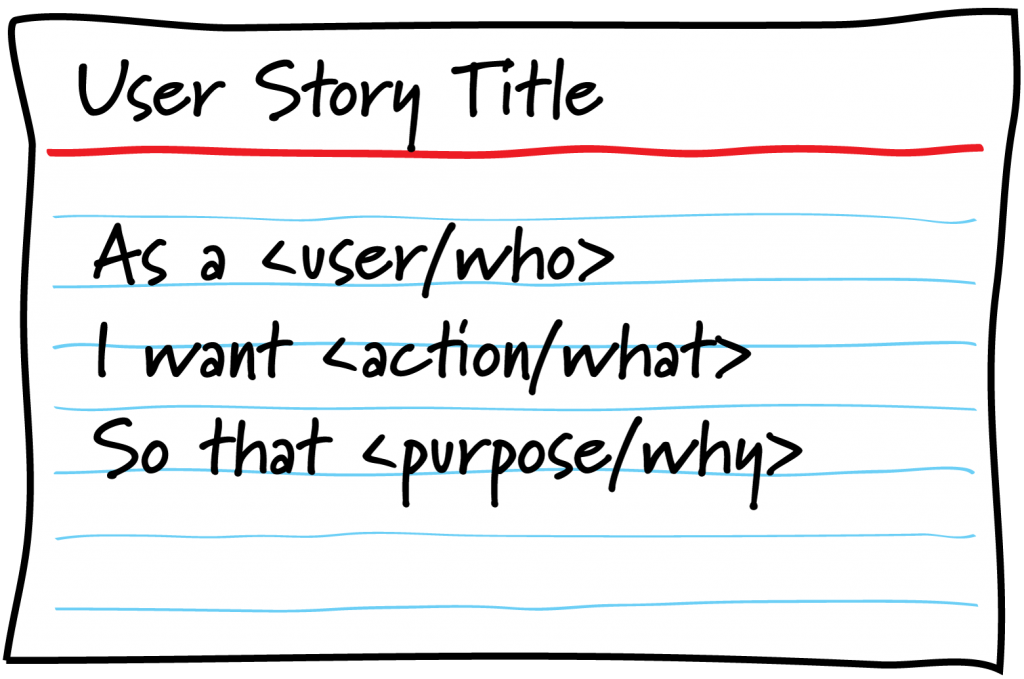 User Story Title
As a <user/who>
I want <action/what>
So that <purpose/why>